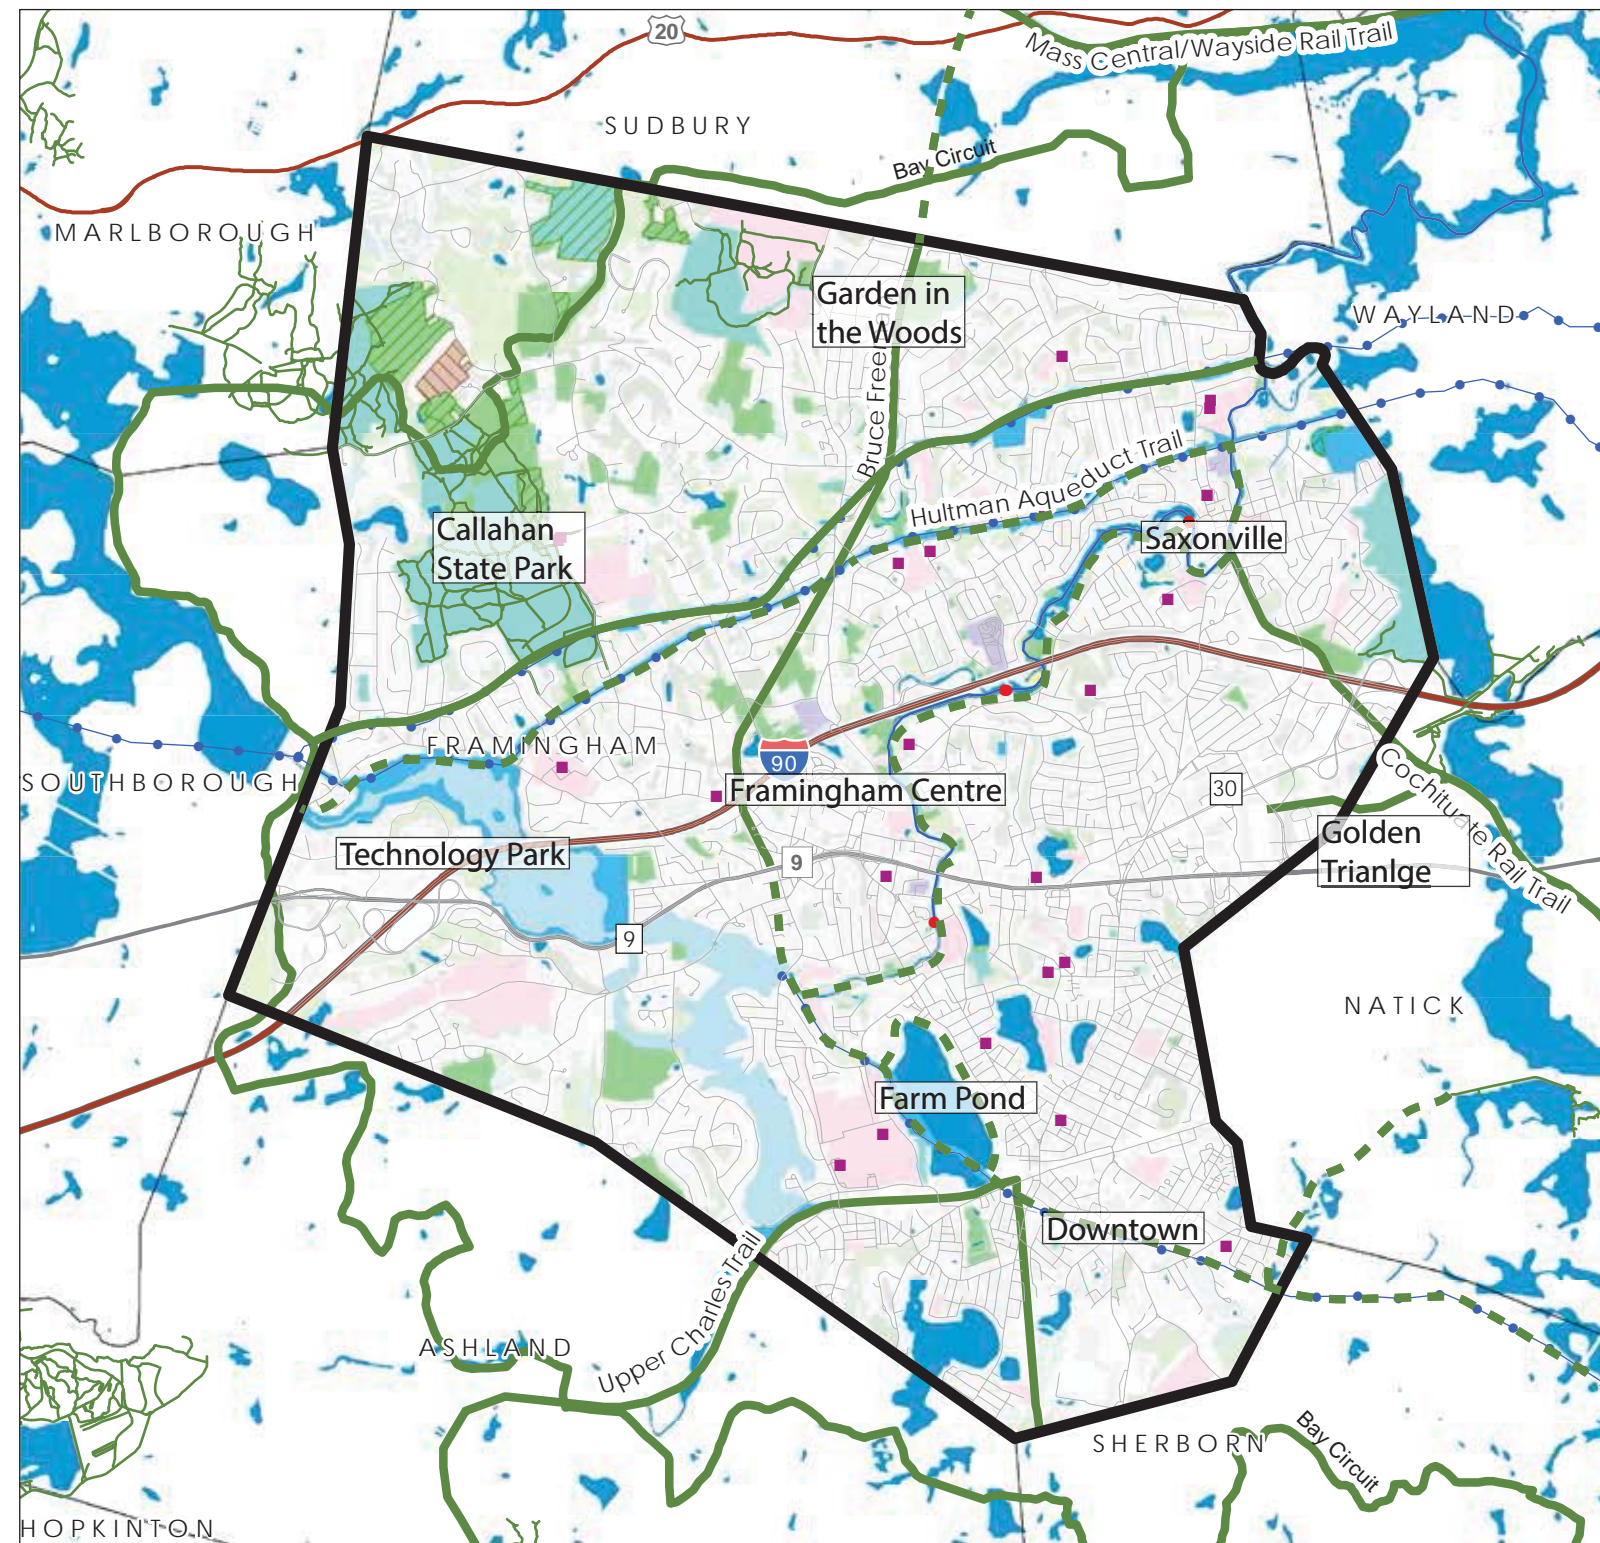 20
Mass Central/Wayside Rail Trail
SUDBURY
Bay Circuit
MARLBOROUGH
Garden in
the Woods
WAYLAND
Bruce Free
Hultman Aqueduct Trail
Callahan
State Park
Saxonville
FRAMINGHAM
90
SOUTHBOROUGH
Framingham Centre
30
Cochituate Rail Trail
Golden
Trianlge
Technology Park
9
9
NATICK
Farm Pond
Downtown
Upper Charles Trail
ASHLAND
SHERBORN
Bay Circuit
HOPKINTON